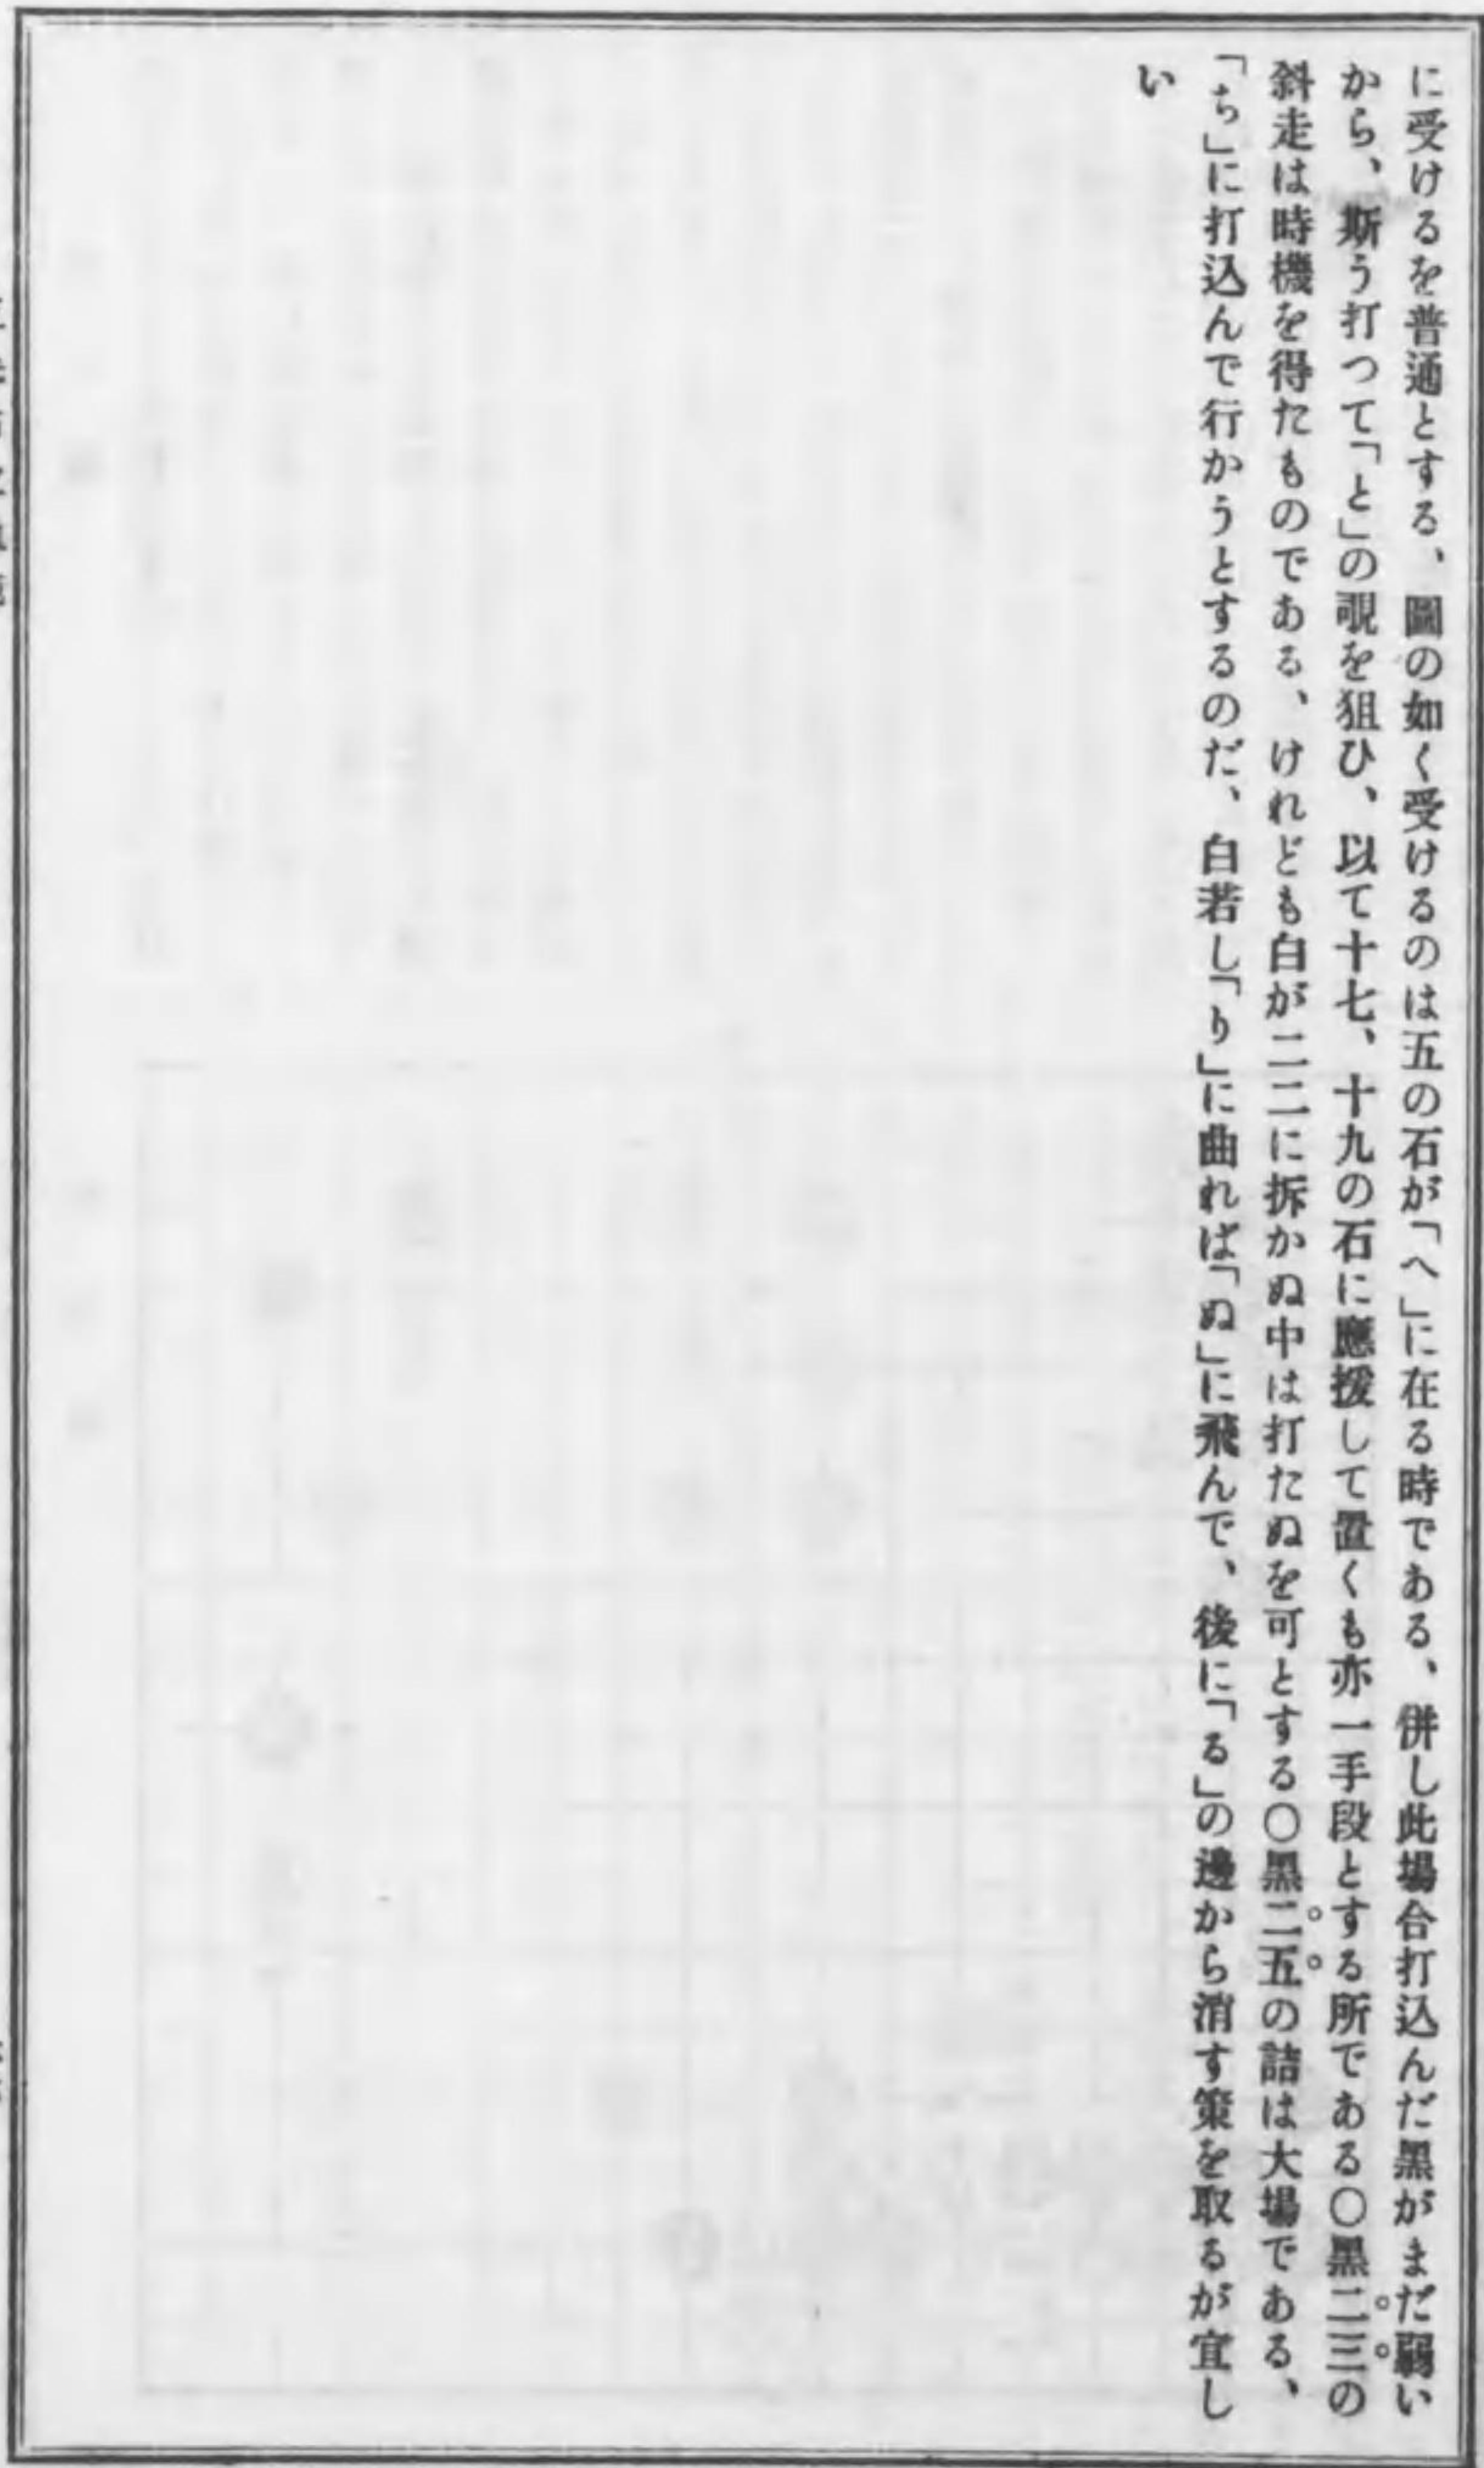 に受けるを普通とする、圖の如く受けるのは五の石が「へ」に在る時である、併し此場合打込んだ黒がまだ弱い
から、斯う打つて「と」の覗を狙ひ、以て十七、十九の石に應援して置くも亦一手段とする所である〇黒二三の
斜走は時機を得たものである、けれども白が二二に拆かぬ中は打たぬを可とする〇黒二五の詰は大場である、
「ち」に打込んで行かうとするのだ、白若し「り」に曲れば「ぬ」に飛んで、後に「る」の邊から消す策を取るが宜し
い